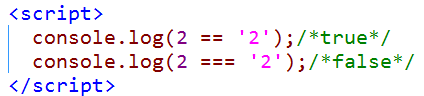 <script>
console.log(2 == '2');/*true*/
console.log(2 === '2');/*false*/
</script>